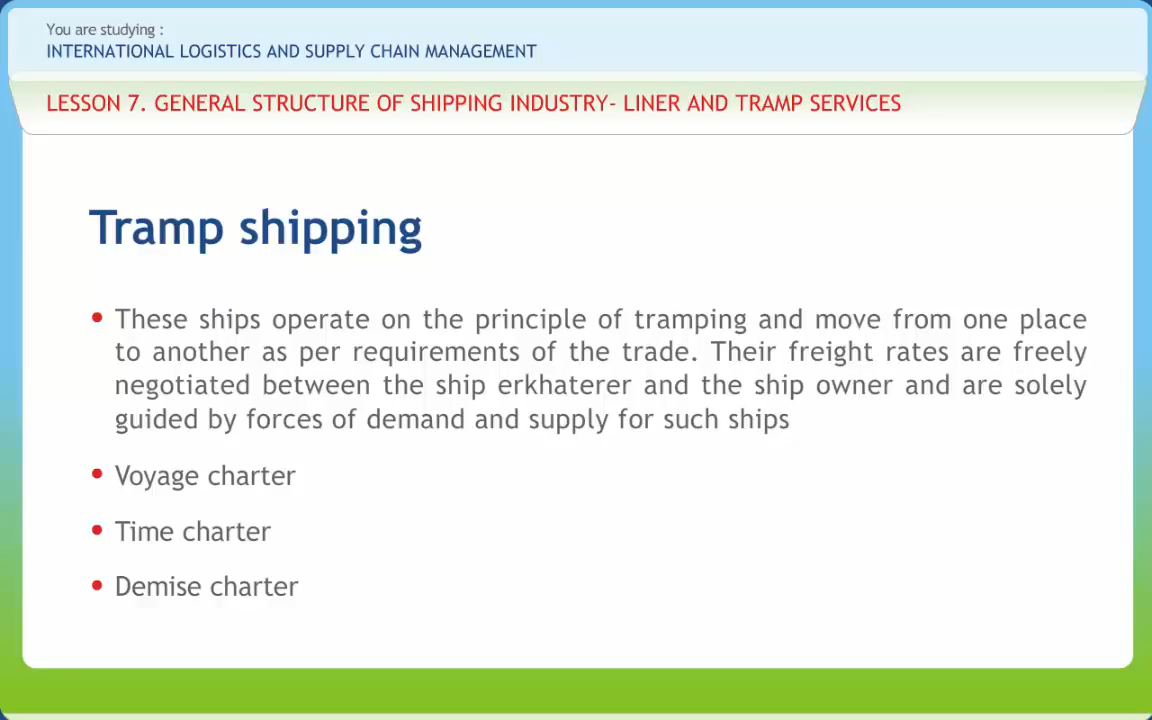 You are studying :
INTERNATIONAL LOGISTICS AND SUPPLY CHAIN MANAGEMENT
LESSON 7. GENERAL STRUCTURE OF SHIPPING INDUSTRY- LINER AND TRAMP SERVICES
Tramp shipping
• These ships operate on the principle of tramping and move from one place
to another as per requirements of the trade. Their freight rates are freely
negotiated between the ship erkhaterer and the ship owner and are solely
guided by forces of demand and supply for such ships
• Voyage charter
• Time charter
• Demise charter